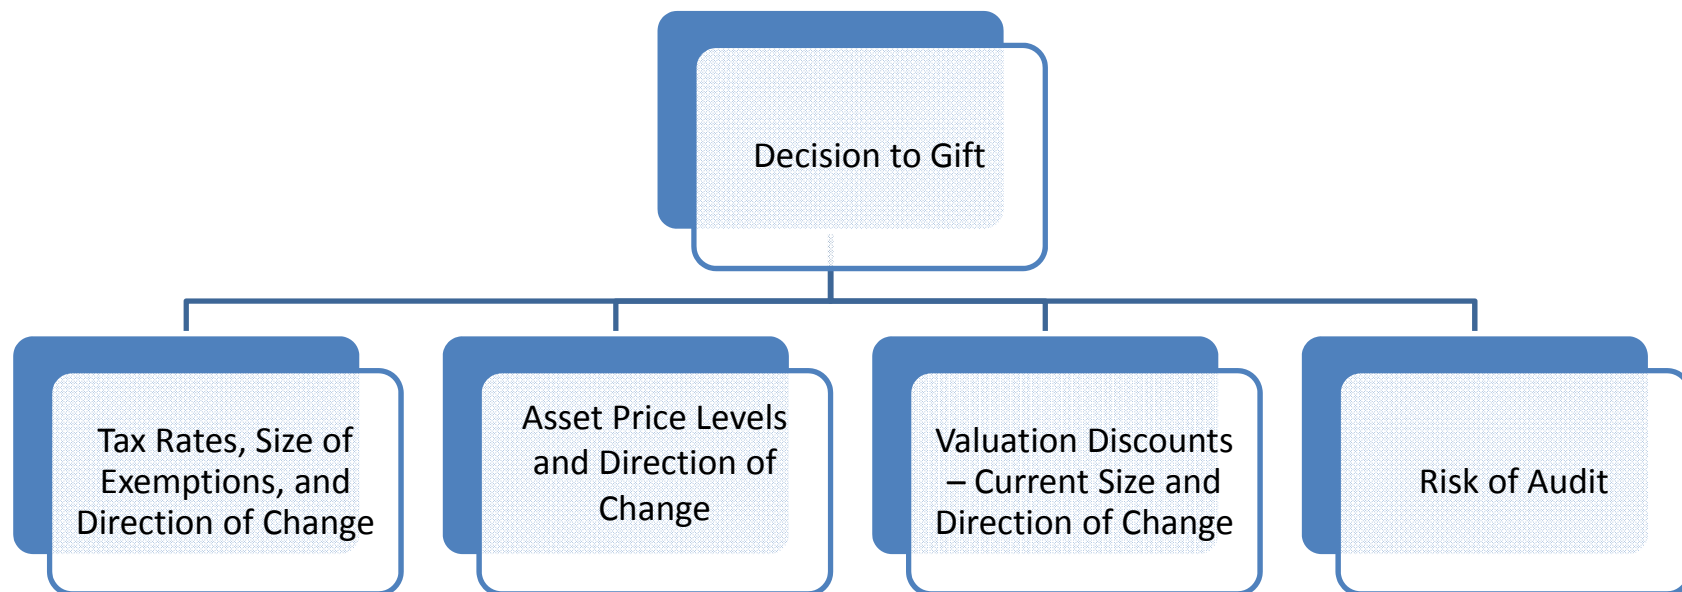 Decision to Gift
Tax Rates, Size of
Exemptions, and
Direction of Change
Asset Price Levels
and Direction of
Change
Valuation Discounts
– Current Size and
Direction of Change
Risk of Audit